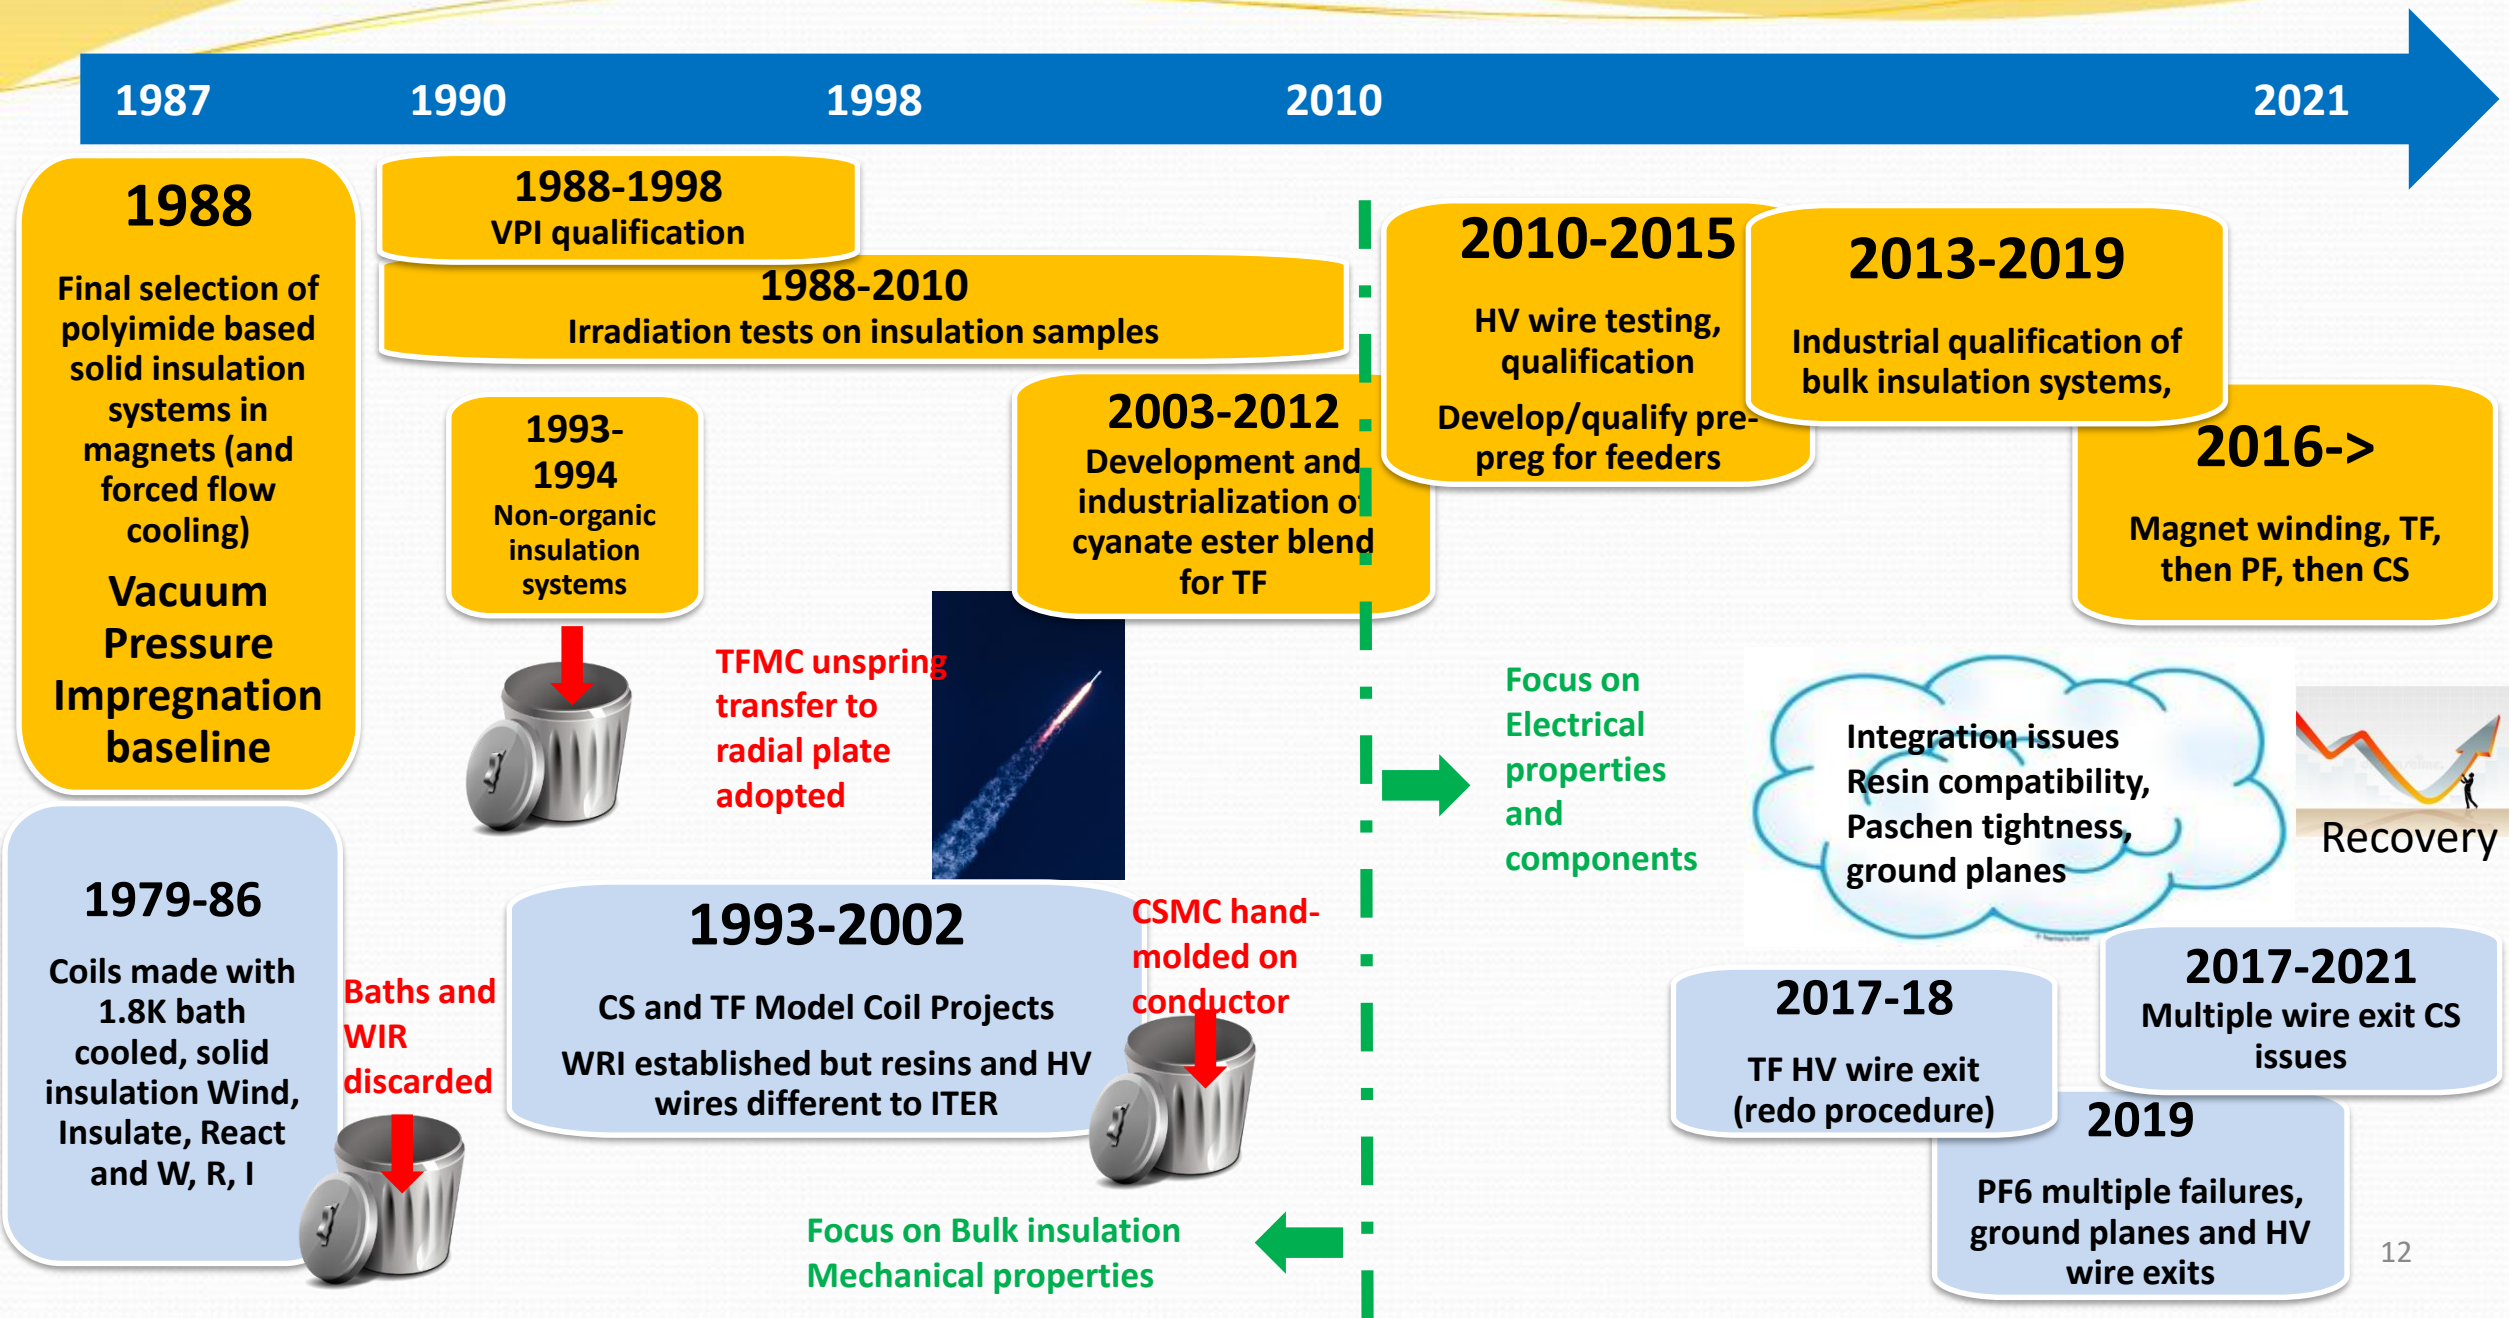 1987
1990
1998
2010
2021
1988
Final selection of
polyimide based
solid insulation
systems in
magnets (and
forced flow
cooling)
Vacuum
Pressure
Impregnation
baseline
1988-1998
VPI qualification
1988-2010
Irradiation tests on insulation samples
1993-
1994
Non-organic
insulation
systems
2003-2012
Development and
industrialization of
cyanate ester blend
for TF
2010-2015
HV wire testing,
qualification
Develop/qualify pre-
preg for feeders
2013-2019
Industrial qualification of
bulk insulation systems,
2016->
Magnet winding, TF,
then PF, then CS
TFMC unspring
transfer to
radial plate
adopted
Focus on
Electrical
properties
and
components
Integration issues
Resin compatibility,
Paschen tightness,
ground planes
Recovery
1979-86
Coils made with
1.8K bath
cooled, solid
insulation Wind,
Insulate, React
and W, R, I
Baths and
WIR
discarded
1993-2002
CS and TF Model Coil Projects
WRI established but resins and HV
wires different to ITER
CSMC hand-
molded on
conductor
Focus on Bulk insulation
Mechanical properties
2017-18
TF HV wire exit
(redo procedure)
2017-2021
Multiple wire exit CS
issues
2019
PF6 multiple failures,
ground planes and HV
wire exits
12